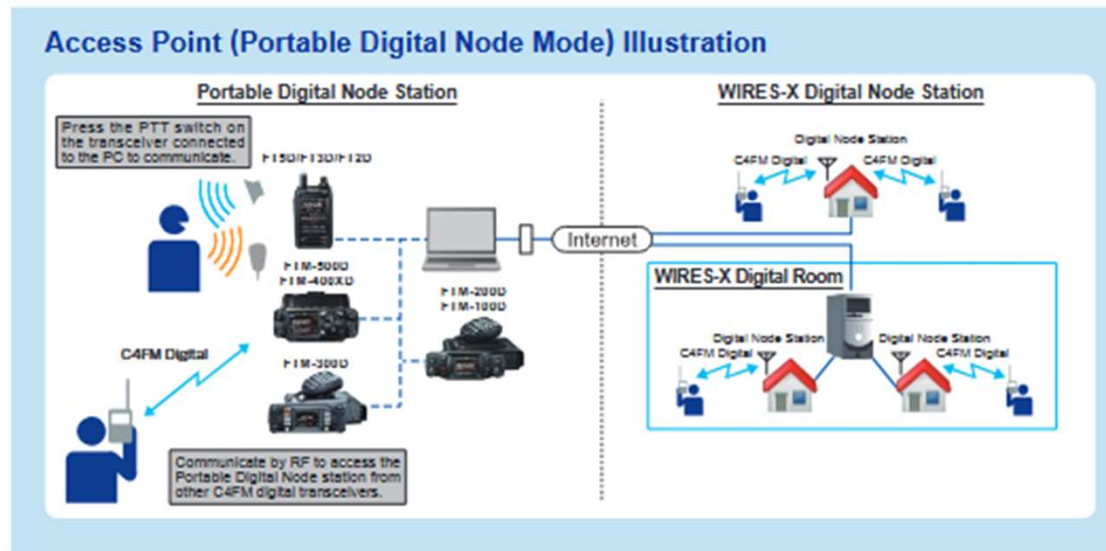 Access Point (Portable Digital Node Mode) Illustration
Portable Digital Node Station
Press the PTT switch on
the transceiver connected
to the PC to communicate.
FT5D/FT3D/FT2D
FTM-500D
FTM-400XD
FTM-200D
FTM-100D
C4FM Digital
FTM-300D
Communicate by RF to access the
Portable Digital Node station from
other C4FM digital transceivers.
Internet
WIRES-X Digital Node Station
Digital Node Station
C4FM Digital
C4FM Digital
WIRES-X Digital Room
Digital Node Station
Digital Node Station
C4FM Digital
C4FM Digital